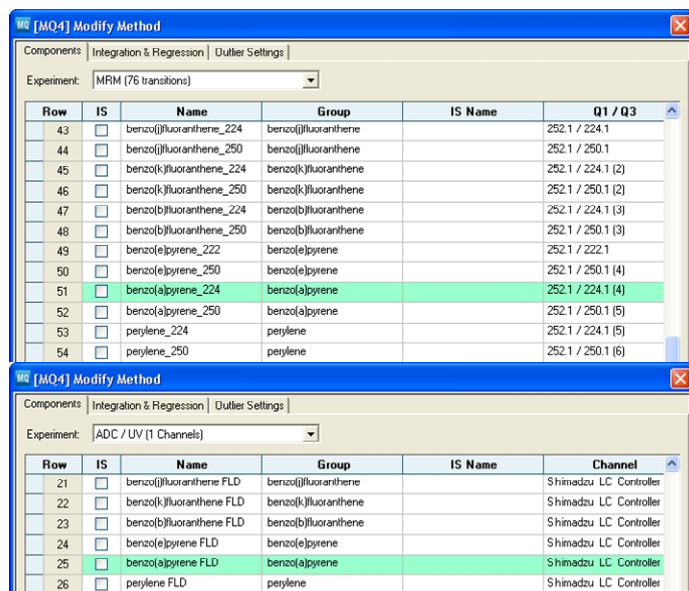 MQ [MQ4] Modify Method
Components Integration & Regression Outlier Settings
Experiment: MRM (76 transitions)
Row IS Name Group IS Name Q1 / Q3
43 benzo(j)fluoranthene_224 benzo(j)fluoranthene 252.1 / 224.1
44 benzo(j)fluoranthene_250 benzo(j)fluoranthene 252.1 / 250.1
45 benzo(k)fluoranthene_224 benzo(k)fluoranthene 252.1 / 224.1 (2)
46 benzo(k)fluoranthene_250 benzo(k)fluoranthene 252.1 / 250.1 (2)
47 benzo(b)fluoranthene_224 benzo(b)fluoranthene 252.1 / 224.1 (3)
48 benzo(b)fluoranthene_250 benzo(b)fluoranthene 252.1 / 250.1 (3)
49 benzo(e)pyrene_222 benzo(e)pyrene 252.1 / 222.1
50 benzo(e)pyrene_250 benzo(e)pyrene 252.1 / 250.1 (4)
51 benzo(a)pyrene_224 benzo(a)pyrene 252.1 / 224.1 (4)
52 benzo(a)pyrene_250 benzo(a)pyrene 252.1 / 250.1 (5)
53 perylene_224 perylene 252.1 / 224.1 (5)
54 perylene_250 perylene 252.1 / 250.1 (6)
MQ [MQ4] Modify Method
Components Integration & Regression Outlier Settings
Experiment: ADC / UV (1 Channels)
Row IS Name Group IS Name Channel
21 benzo(j)fluoranthene FLD benzo(j)fluoranthene Shimadzu LC Controller
22 benzo(k)fluoranthene FLD benzo(k)fluoranthene Shimadzu LC Controller
23 benzo(b)fluoranthene FLD benzo(b)fluoranthene Shimadzu LC Controller
24 benzo(e)pyrene FLD benzo(e)pyrene Shimadzu LC Controller
25 benzo(a)pyrene FLD benzo(a)pyrene Shimadzu LC Controller
26 perylene FLD perylene Shimadzu LC Controller